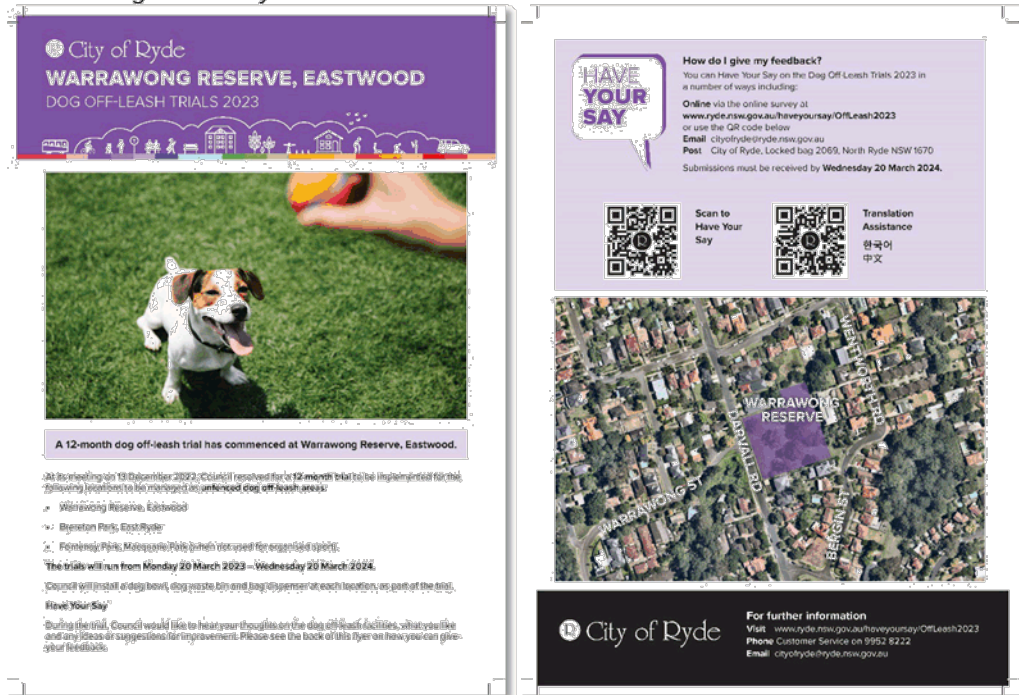 City of Ryde
WARRAWONG RESERVE, EASTWOOD
DOG OFF-LEASH TRIALS 2023
A 12-month dog off-leash trial has commenced at Warrawong Reserve, Eastwood.
At its meeting on 13 December 2022, Council resolved for a 12-month trial to be implemented for the
following locations to be managed as unfenced dog off-leash areas:
• Warrawong Reserve, Eastwood
• Brereton Park, East Ryde
• Fontenoy Park, Macquarie Park (when not used for organised sport).
The trials will run from Monday 20 March 2023 – Wednesday 20 March 2024.
Council will install a dog bowl, dog waste bin and bag dispenser at each location, as part of the trial.
Have Your Say
During the trial, Council would like to hear your thoughts on the dog off-leash facilities, what you like
and any ideas or suggestions for improvement. Please see the back of this flyer on how you can give
your feedback.
HAVE
YOUR
SAY
How do I give my feedback?
You can Have Your Say on the Dog Off-Leash Trials 2023 in
a number of ways including:
Online via the online survey at
www.ryde.nsw.gov.au/haveyoursay/OffLeash2023
or use the QR code below
Email cityofryde@ryde.nsw.gov.au
Post City of Ryde, Locked bag 2069, North Ryde NSW 1670
Submissions must be received by Wednesday 20 March 2024.
Scan to
Have Your
Say
Translation
Assistance
한국어
中文
WENTWORTH RD
WARRAWONG
RESERVE
DARVALL RD
WARRAWONG ST
BERGIN ST
City of Ryde
For further information
Visit www.ryde.nsw.gov.au/haveyoursay/OffLeash2023
Phone Customer Service on 9952 8222
Email cityofryde@ryde.nsw.gov.au